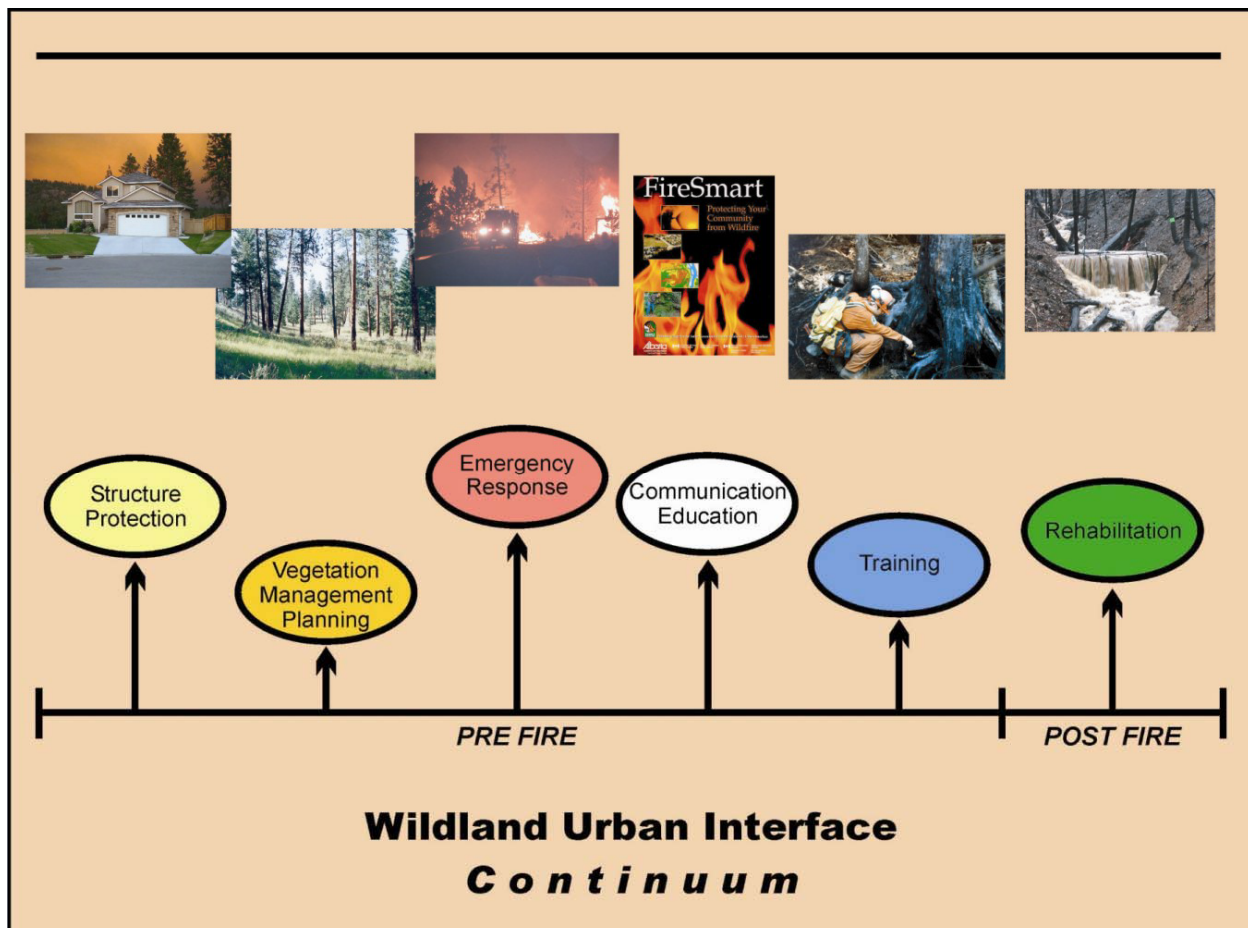 FireSmart
Protecting Your
Community
from Wildfire
Alberta
Structure
Protection
Vegetation
Management
Planning
Emergency
Response
Communication
Education
Training
Rehabilitation
PRE FIRE
POST FIRE
Wildland Urban Interface
Continuum